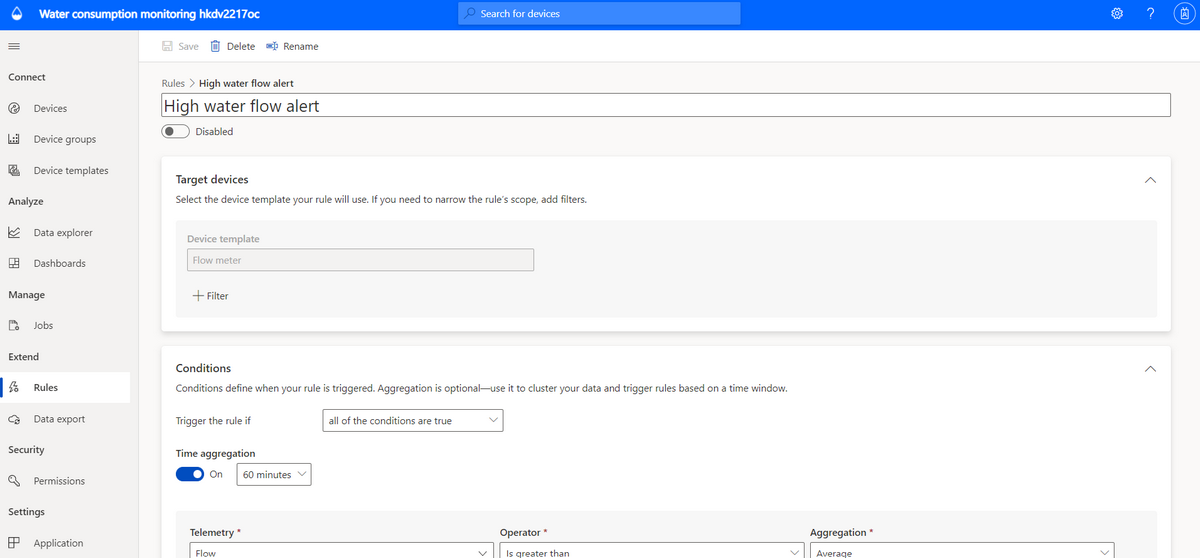 Water consumption monitoring hkdv2217oc
Search for devices
?
Save Delete Rename
Connect
Devices
Device groups
Device templates
Analyze
Data explorer
Dashboards
Manage
Jobs
Extend
Rules
Data export
Security
Permissions
Settings
Application
Rules > High water flow alert
High water flow alert
Disabled
Target devices
Select the device template your rule will use. If you need to narrow the rule's scope, add filters.
Device template
Flow meter
+ Filter
Conditions
Conditions define when your rule is triggered. Aggregation is optional—use it to cluster your data and trigger rules based on a time window.
Trigger the rule if all of the conditions are true
Time aggregation
On 60 minutes
Telemetry * Operator * Aggregation *
Flow Is greater than Average